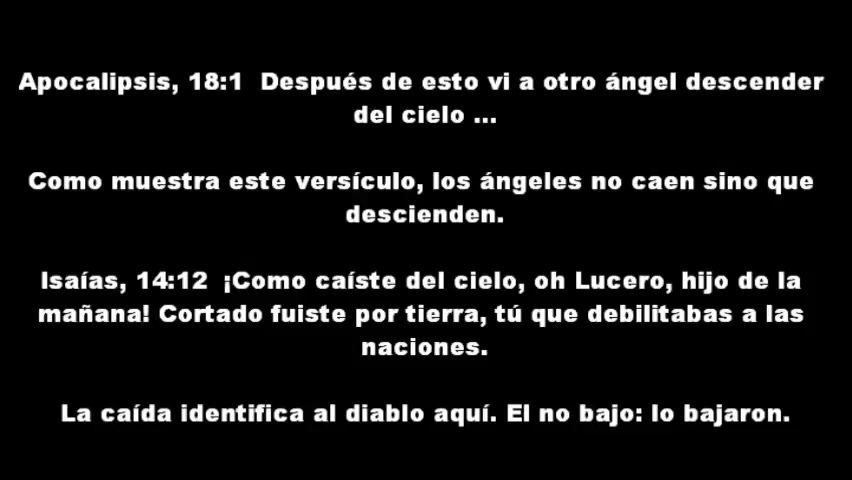 Apocalipsis, 18:1  Después de esto vi a otro ángel descender
del cielo ...
Como muestra este versículo, los ángeles no caen sino que
descienden.
Isaías, 14:12  ¡Como caíste del cielo, oh Lucero, hijo de la
mañana! Cortado fuiste por tierra, tú que debilitabas a las
naciones.
La caída identifica al diablo aquí. El no bajo: lo bajaron.